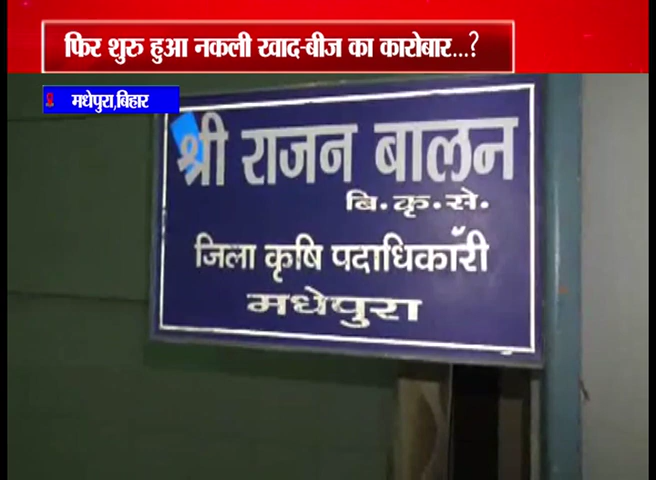 फिर शुरु हुआ नकली खाद-बीज का कारोबार...?
मधेपुरा,बिहार
श्री राजन बालन
बि.कृ.से.
जिला कृषि पदाधिकारी
मधेपुरा